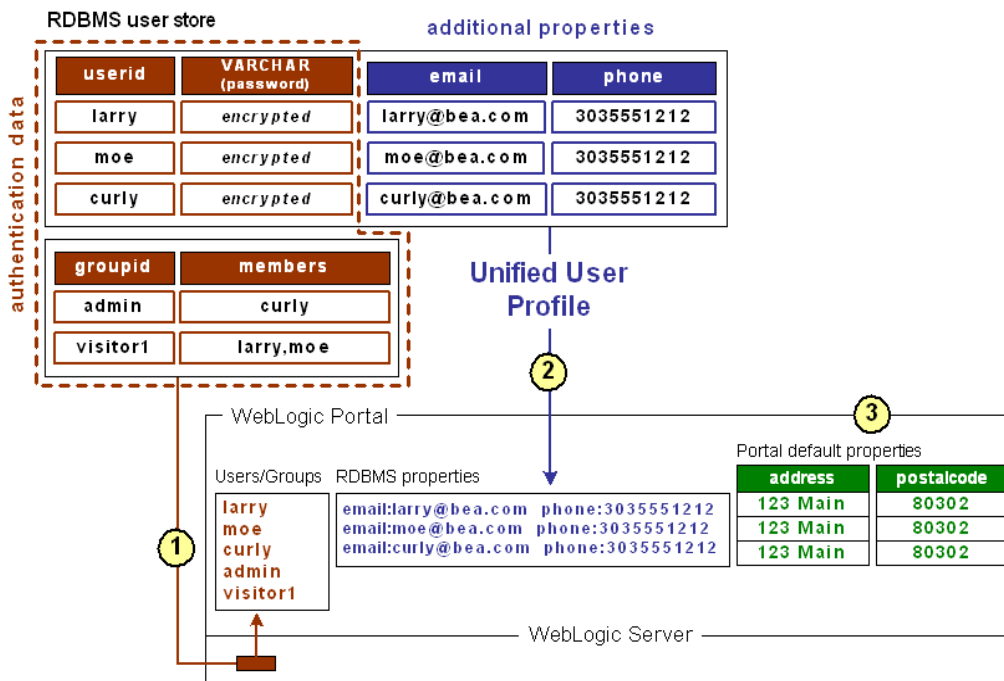 RDBMS user store
additional properties
authentication data
userid VARCHAR (password) email phone
larry encrypted larry@bea.com 3035551212
moe encrypted moe@bea.com 3035551212
curly encrypted curly@bea.com 3035551212
groupid members
admin curly
visitor1 larry,moe
Unified User
Profile
2
WebLogic Portal
3
Users/Groups
RDBMS properties
Portal default properties
address postalcode
larry
moe
curly
admin
visitor1
email:larry@bea.com phone:3035551212
email:moe@bea.com phone:3035551212
email:curly@bea.com phone:3035551212
123 Main 80302
123 Main 80302
123 Main 80302
1
WebLogic Server